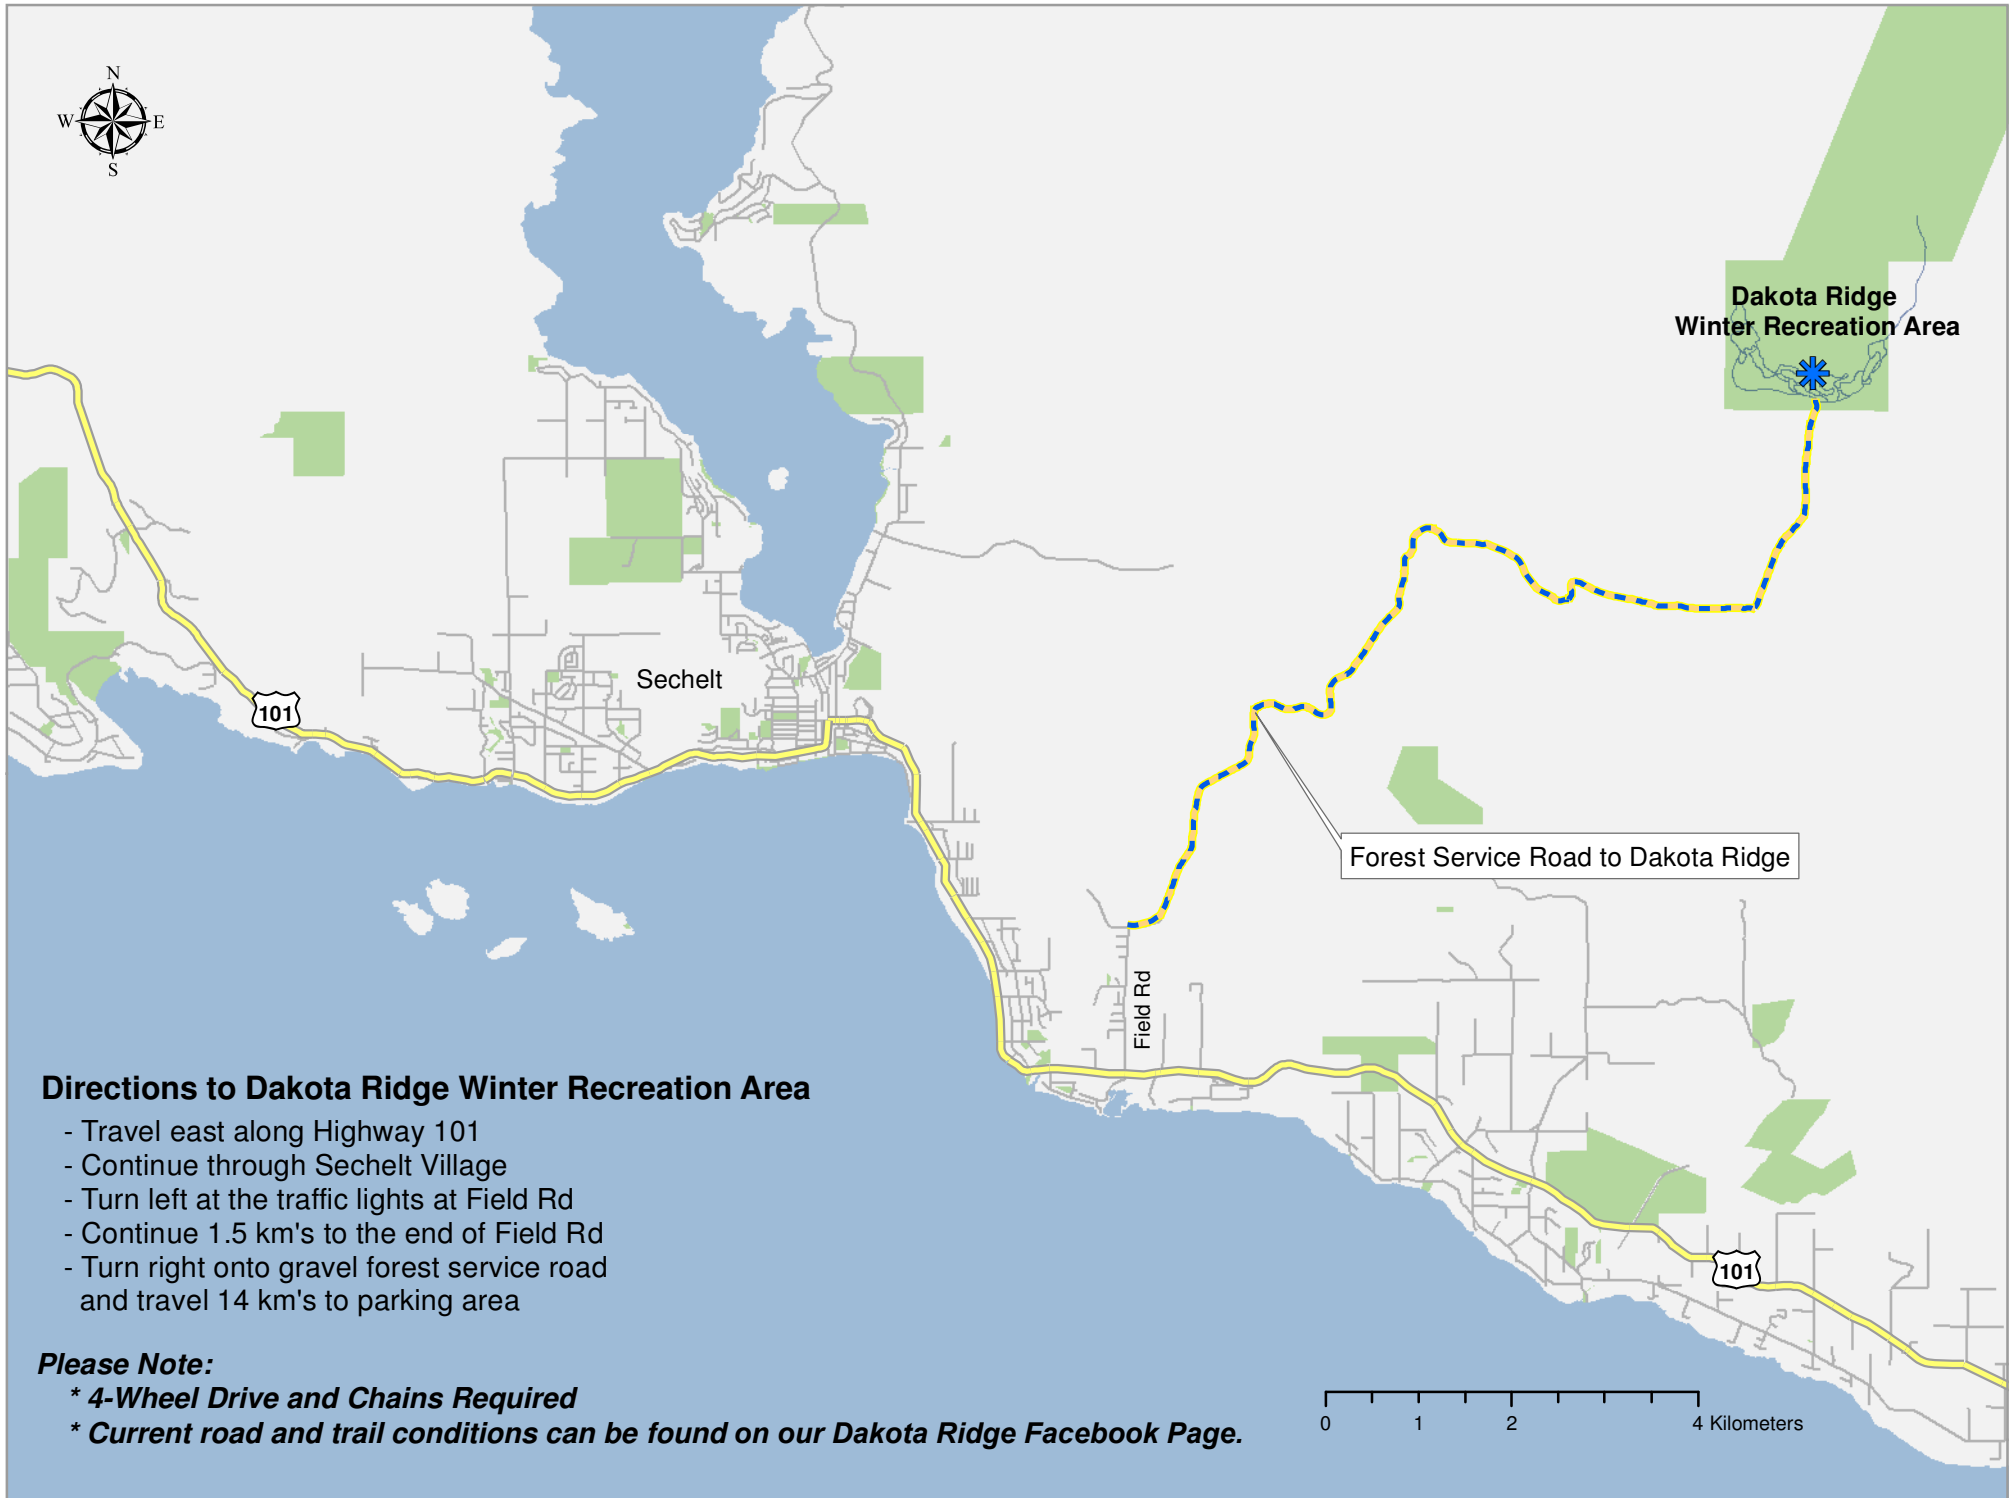 N
W E
S
Dakota Ridge
Winter Recreation Area
101
Sechelt
Forest Service Road to Dakota Ridge
Field Rd
Directions to Dakota Ridge Winter Recreation Area
- Travel east along Highway 101
- Continue through Sechelt Village
- Turn left at the traffic lights at Field Rd
- Continue 1.5 km's to the end of Field Rd
- Turn right onto gravel forest service road
and travel 14 km's to parking area
101
Please Note:
* 4-Wheel Drive and Chains Required
* Current road and trail conditions can be found on our Dakota Ridge Facebook Page.
0 1 2 4 Kilometers